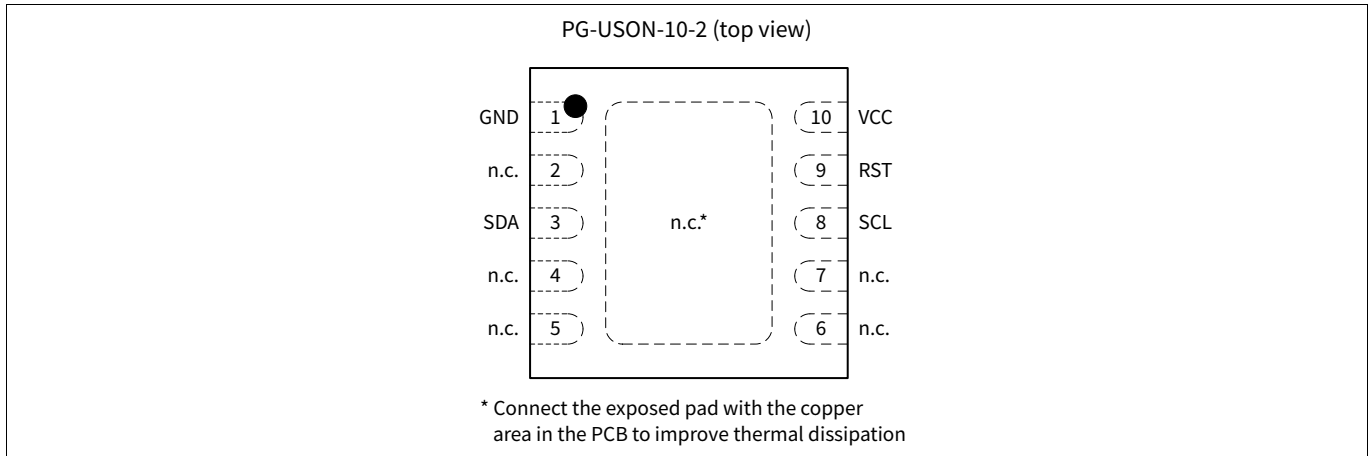 PG-USON-10-2 (top view)
GND 1 10 VCC
n.c. 2 9 RST
SDA 3 n.c.* 8 SCL
n.c. 4 7 n.c.
n.c. 5 6 n.c.
* Connect the exposed pad with the copper
area in the PCB to improve thermal dissipation